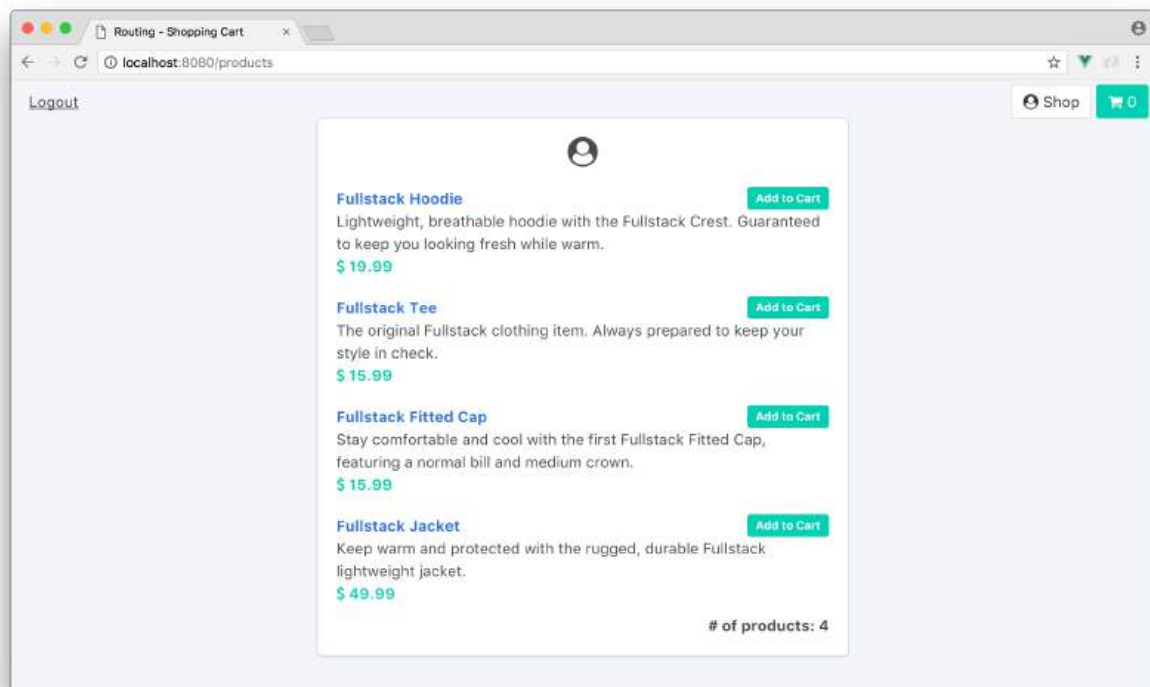 Routing - Shopping Cart
localhost:8080/products
Logout
Shop
0
Fullstack Hoodie
Add to Cart
Lightweight, breathable hoodie with the Fullstack Crest. Guaranteed
to keep you looking fresh while warm.
$ 19.99
Fullstack Tee
Add to Cart
The original Fullstack clothing item. Always prepared to keep your
style in check.
$ 15.99
Fullstack Fitted Cap
Add to Cart
Stay comfortable and cool with the first Fullstack Fitted Cap,
featuring a normal bill and medium crown.
$ 15.99
Fullstack Jacket
Add to Cart
Keep warm and protected with the rugged, durable Fullstack
lightweight jacket.
$ 49.99
# of products: 4